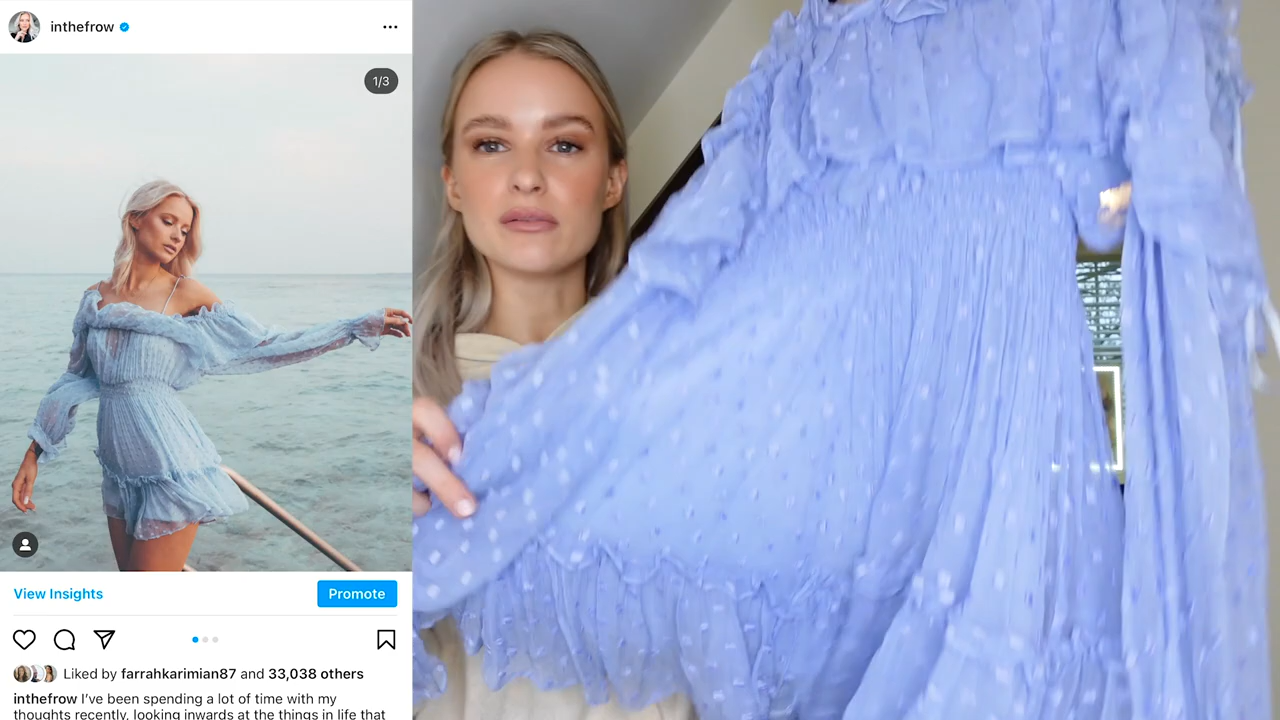 inthefrow
1/3
View Insights
Promote
Liked by farrahkarimian87 and 33,038 others
inthefrow I've been spending a lot of time with my
thoughts recently, looking inwards at the things in life that